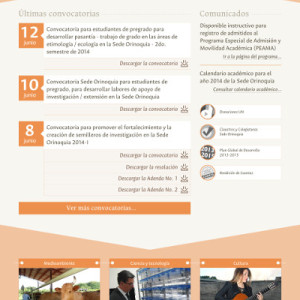 Últimas convocatorias
12
junio
Convocatoria para estudiantes de pregrado para
desarrollar pasantía - trabajo de grado en las áreas de
etimología / ecología en la Sede Orinoquia - 2do.
semestre de 2014
Descargar la convocatoria
10
junio
Convocatoria Sede Orinoquia para estudiantes de
pregrado, para desarrollar labores de apoyo de
investigación / extensión en la Sede Orinoquia
Descargar la convocatoria
8
junio
Convocatoria para promover el fortalecimiento y la
creación de semilleros de investigación en la Sede
Orinoquia 2014-I
Descargar la convocatoria
Descargar la resolución
Descargar la Adenda No. 1
Descargar la Adenda No. 2
Ver más convocatorias...
Comunicados
Disponible instructivo para
registro de admitidos al
Programa Especial de Admisión y
Movilidad Académica (PEAMA)
Ir a la página del programa...
Calendario académico para el
año 2014 de la Sede Orinoquia
Consultar calendario académico...
Sede Orinoquia
Plan Global de Desarrollo
2013-2015
Rendición de Cuentas
Medioambiente
Ciencia y tecnología
Cultura